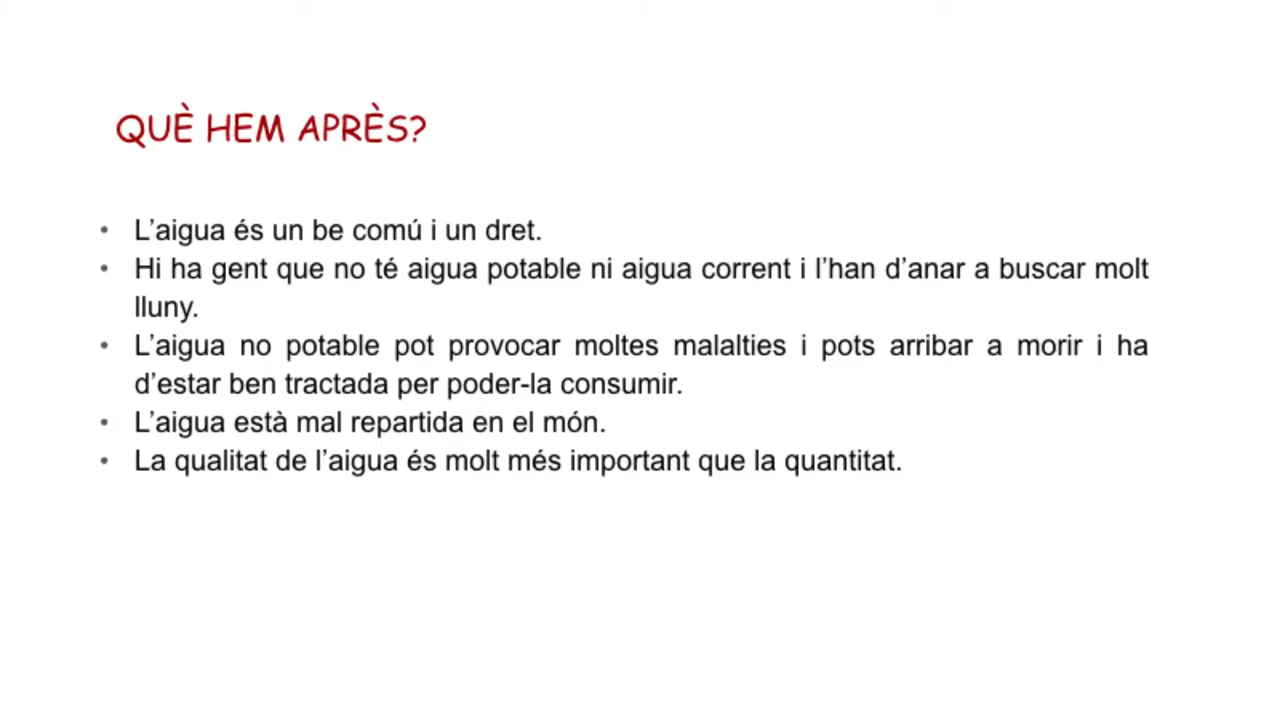 QUÈ HEM APRÈS?
• L’aigua és un be comú i un dret.
• Hi ha gent que no té aigua potable ni aigua corrent i l’han d’anar a buscar molt
lluny.
• L’aigua no potable pot provocar moltes malalties i pots arribar a morir i ha
d’estar ben tractada per poder-la consumir.
• L’aigua està mal repartida en el món.
• La qualitat de l’aigua és molt més important que la quantitat.